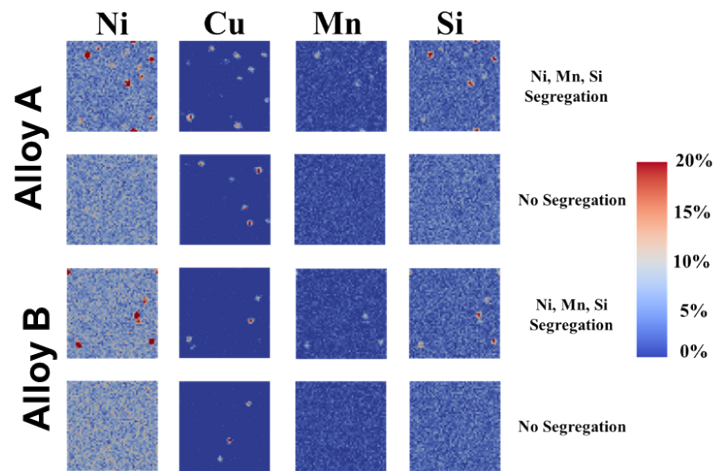 Ni Cu Mn Si
Alloy A
Ni, Mn, Si
Segregation
No Segregation
20%
15%
10%
5%
0%
Alloy B
Ni, Mn, Si
Segregation
No Segregation